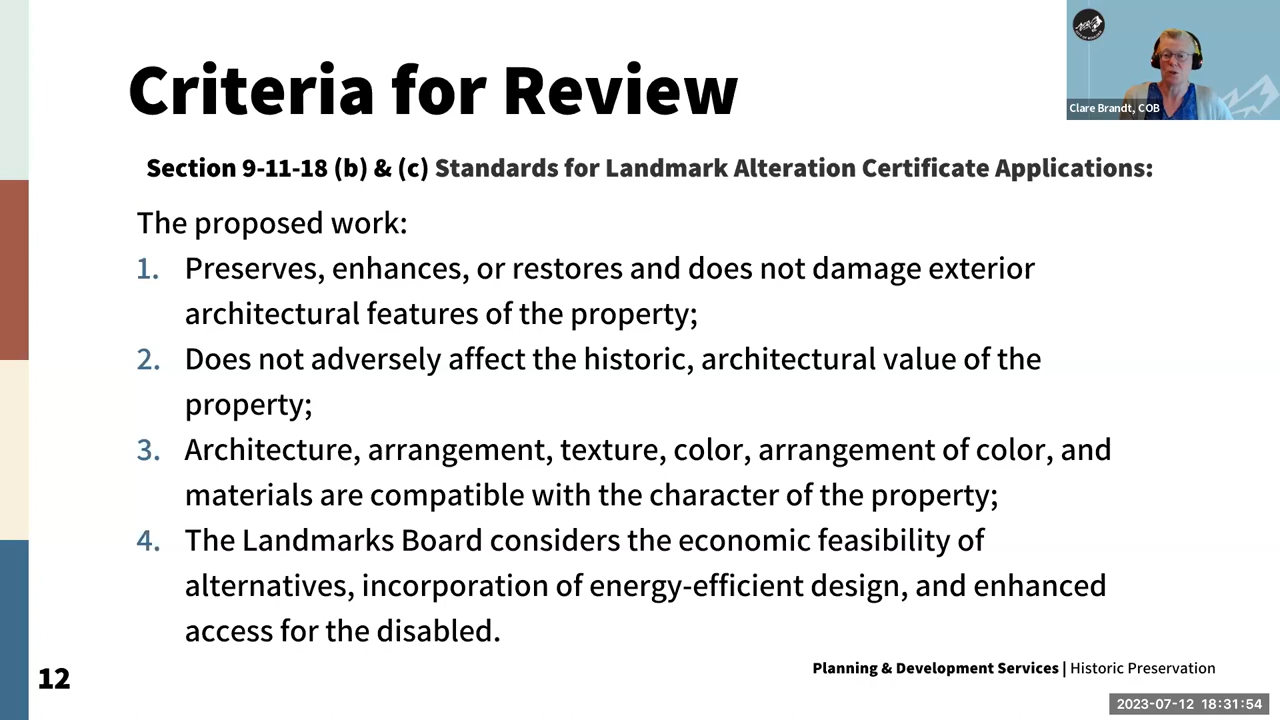 Criteria for Review
Clare Brandt, COB
Section 9-11-18 (b) & (c) Standards for Landmark Alteration Certificate Applications:
The proposed work:
1. Preserves, enhances, or restores and does not damage exterior
architectural features of the property;
2. Does not adversely affect the historic, architectural value of the
property;
3. Architecture, arrangement, texture, color, arrangement of color, and
materials are compatible with the character of the property;
4. The Landmarks Board considers the economic feasibility of
alternatives, incorporation of energy-efficient design, and enhanced
access for the disabled.
12
Planning & Development Services | Historic Preservation
2023-07-12 18:31:54